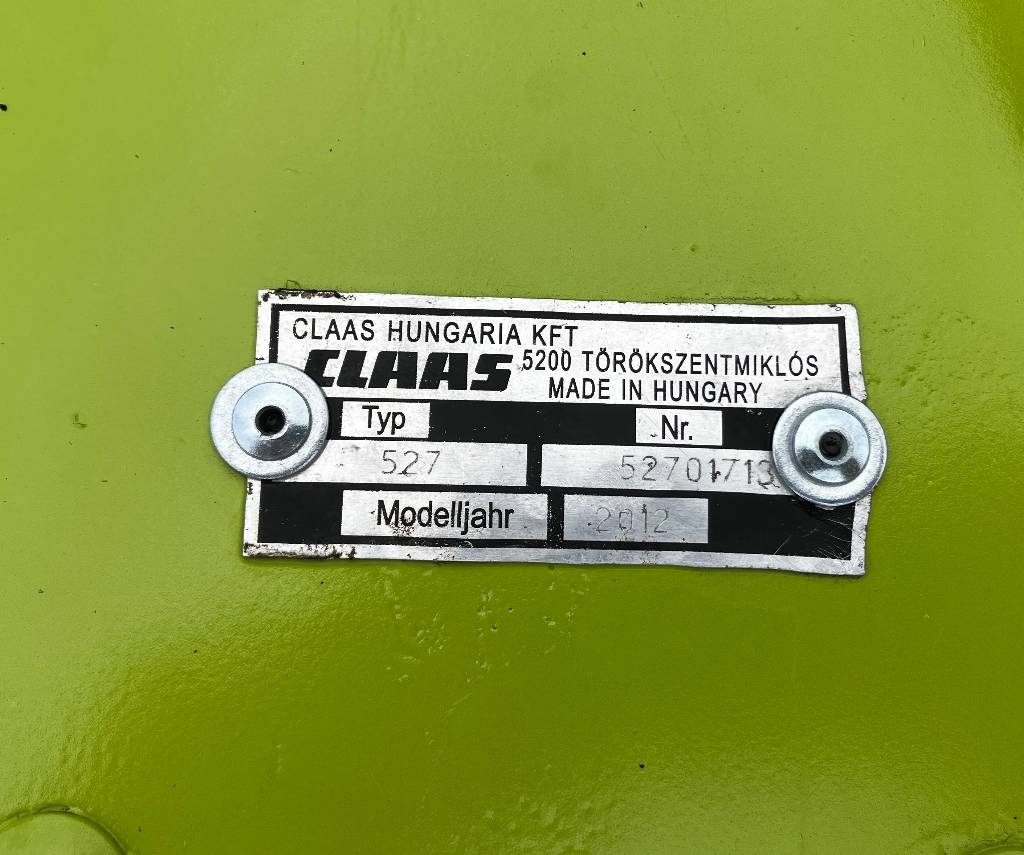 CLAAS HUNGARIA KFT
CLAAS 5200 TÖRÖKSZENTMIKLÓS
MADE IN HUNGARY
Typ Nr.
527 52701713
Modelljahr 2012